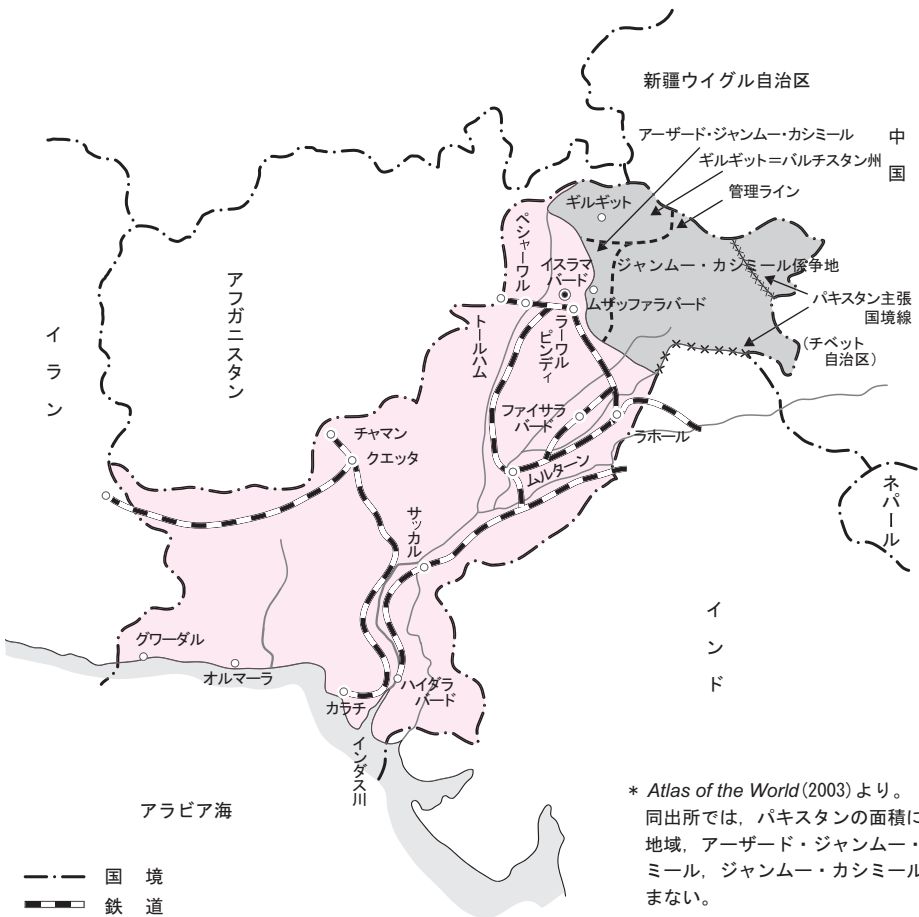 新疆ウイグル自治区
アーザード・ジャンムー・カシミール
中国
ギルギット=バルチスタン州
管理ライン
ギルギット
ペシャーワル
イスラマ
バード
ジャンムー・カシミール係争地
アフガニスタン
イラン
ムザッファラバード
パキスタン主張
国境線
トールハム
ラーワル
ピンディ
(チベット
自治区)
ファイサラ
バード
チャマン
ラホール
クエッタ
ムルターン
ネパール
サッカル
インド
グワーダル
オルマーラ
ハイダラ
バード
カラチ
インダス川
アラビア海
* Atlas of the World(2003)より。
同出所では,パキスタンの面積に
地域,アーザード・ジャンムー・
ミール,ジャンムー・カシミール
まない。
国 境
鉄 道